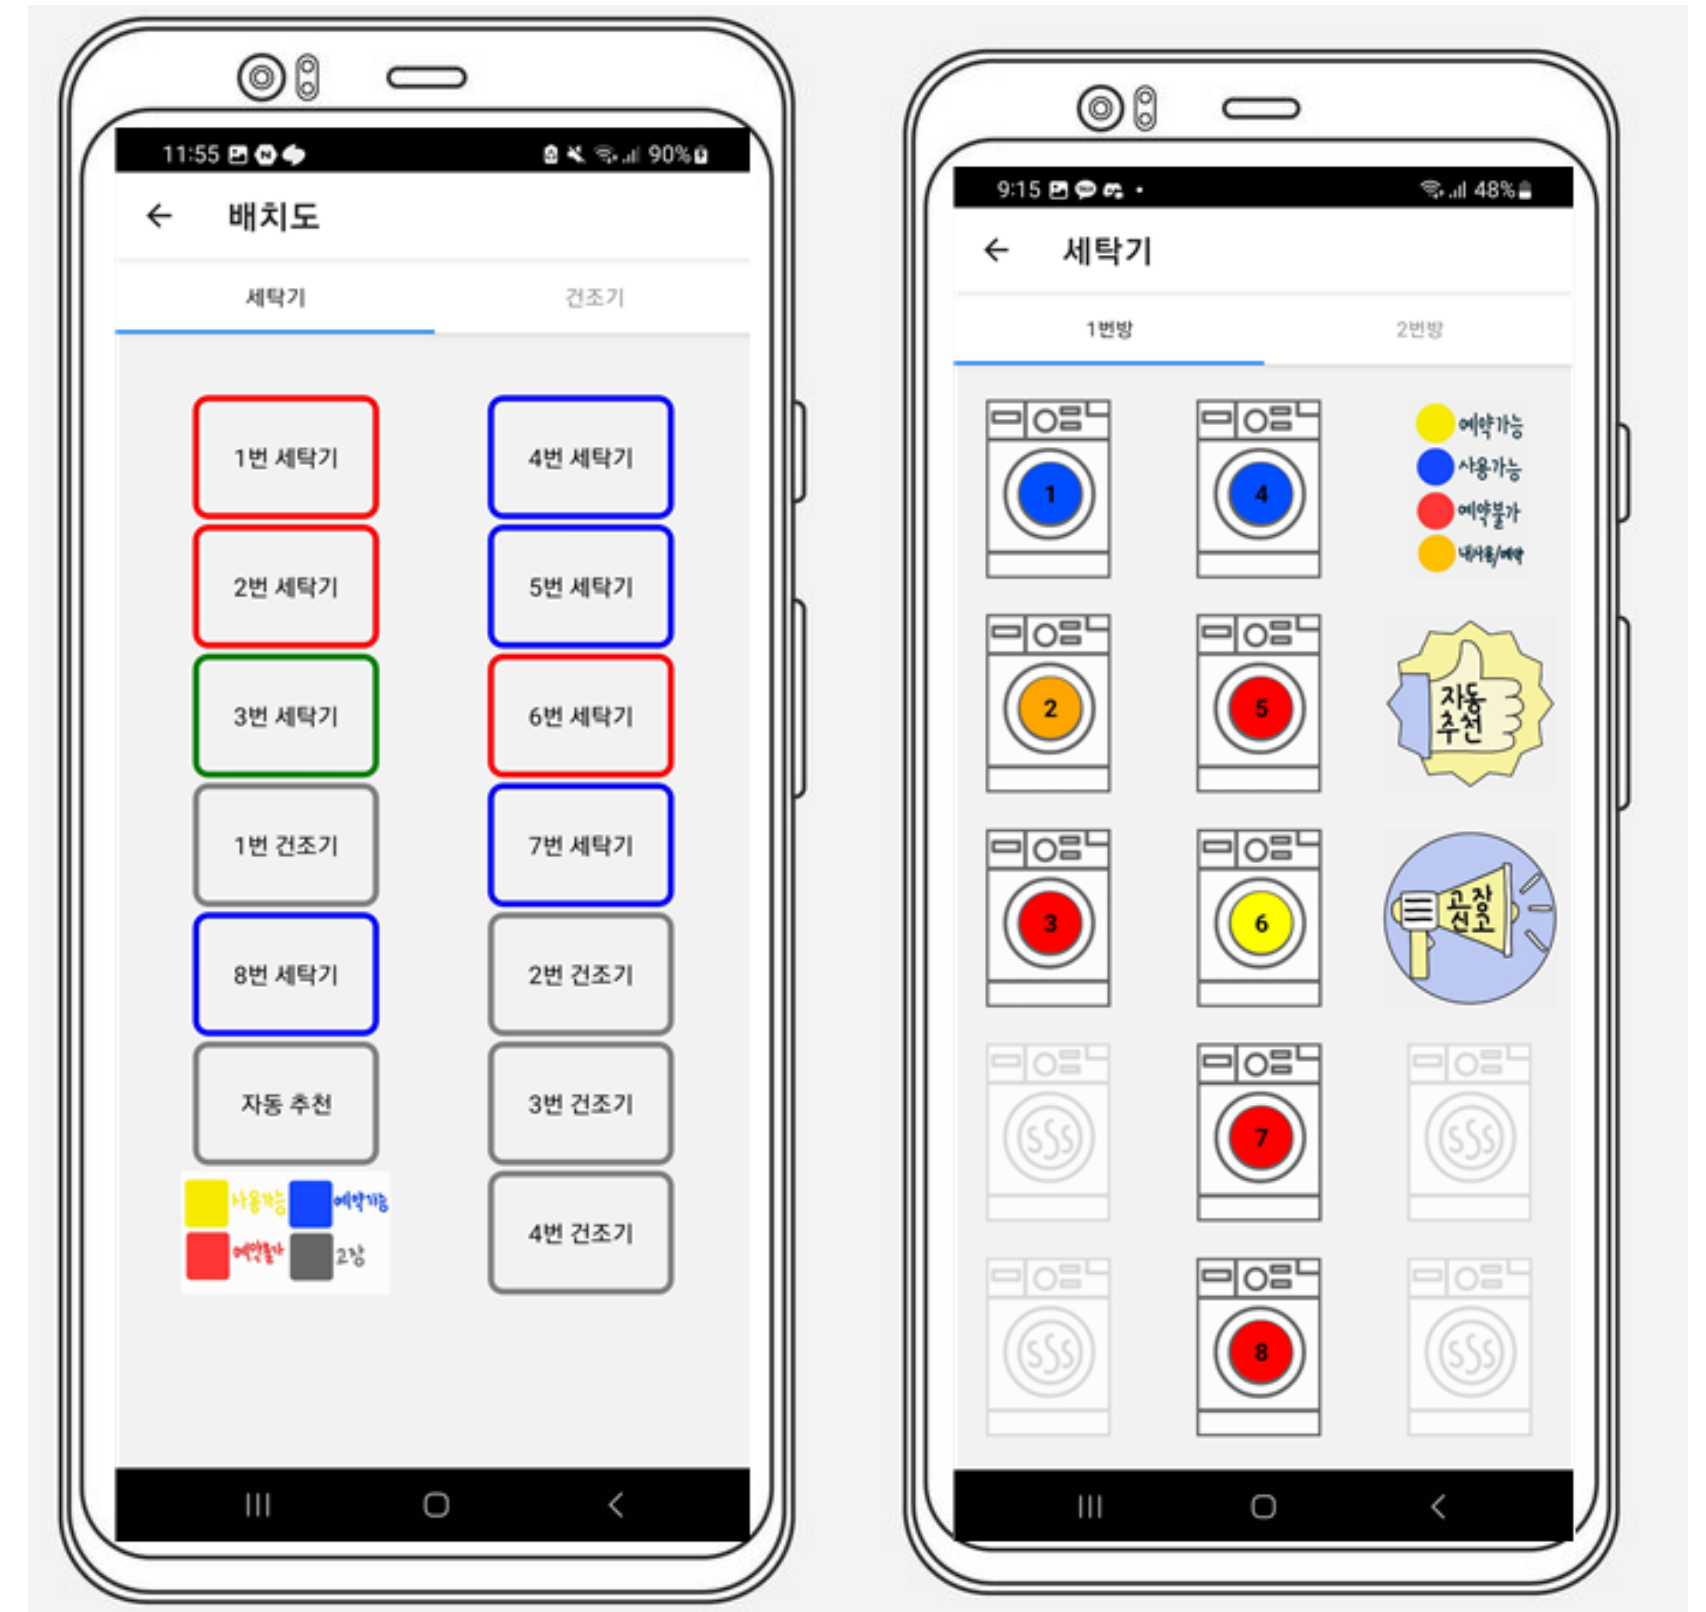 11:55
90%
배치도
세탁기
건조기
1번 세탁기
4번 세탁기
2번 세탁기
5번 세탁기
3번 세탁기
6번 세탁기
1번 건조기
7번 세탁기
8번 세탁기
2번 건조기
자동 추천
3번 건조기
사용가능
예약가능
예약불가
고장
4번 건조기
9:15
48%
세탁기
1번방
2번방
1
4
예약가능
사용가능
예약불가
내사용/예약
2
5
자동
추천
3
6
고장
신고
7
8